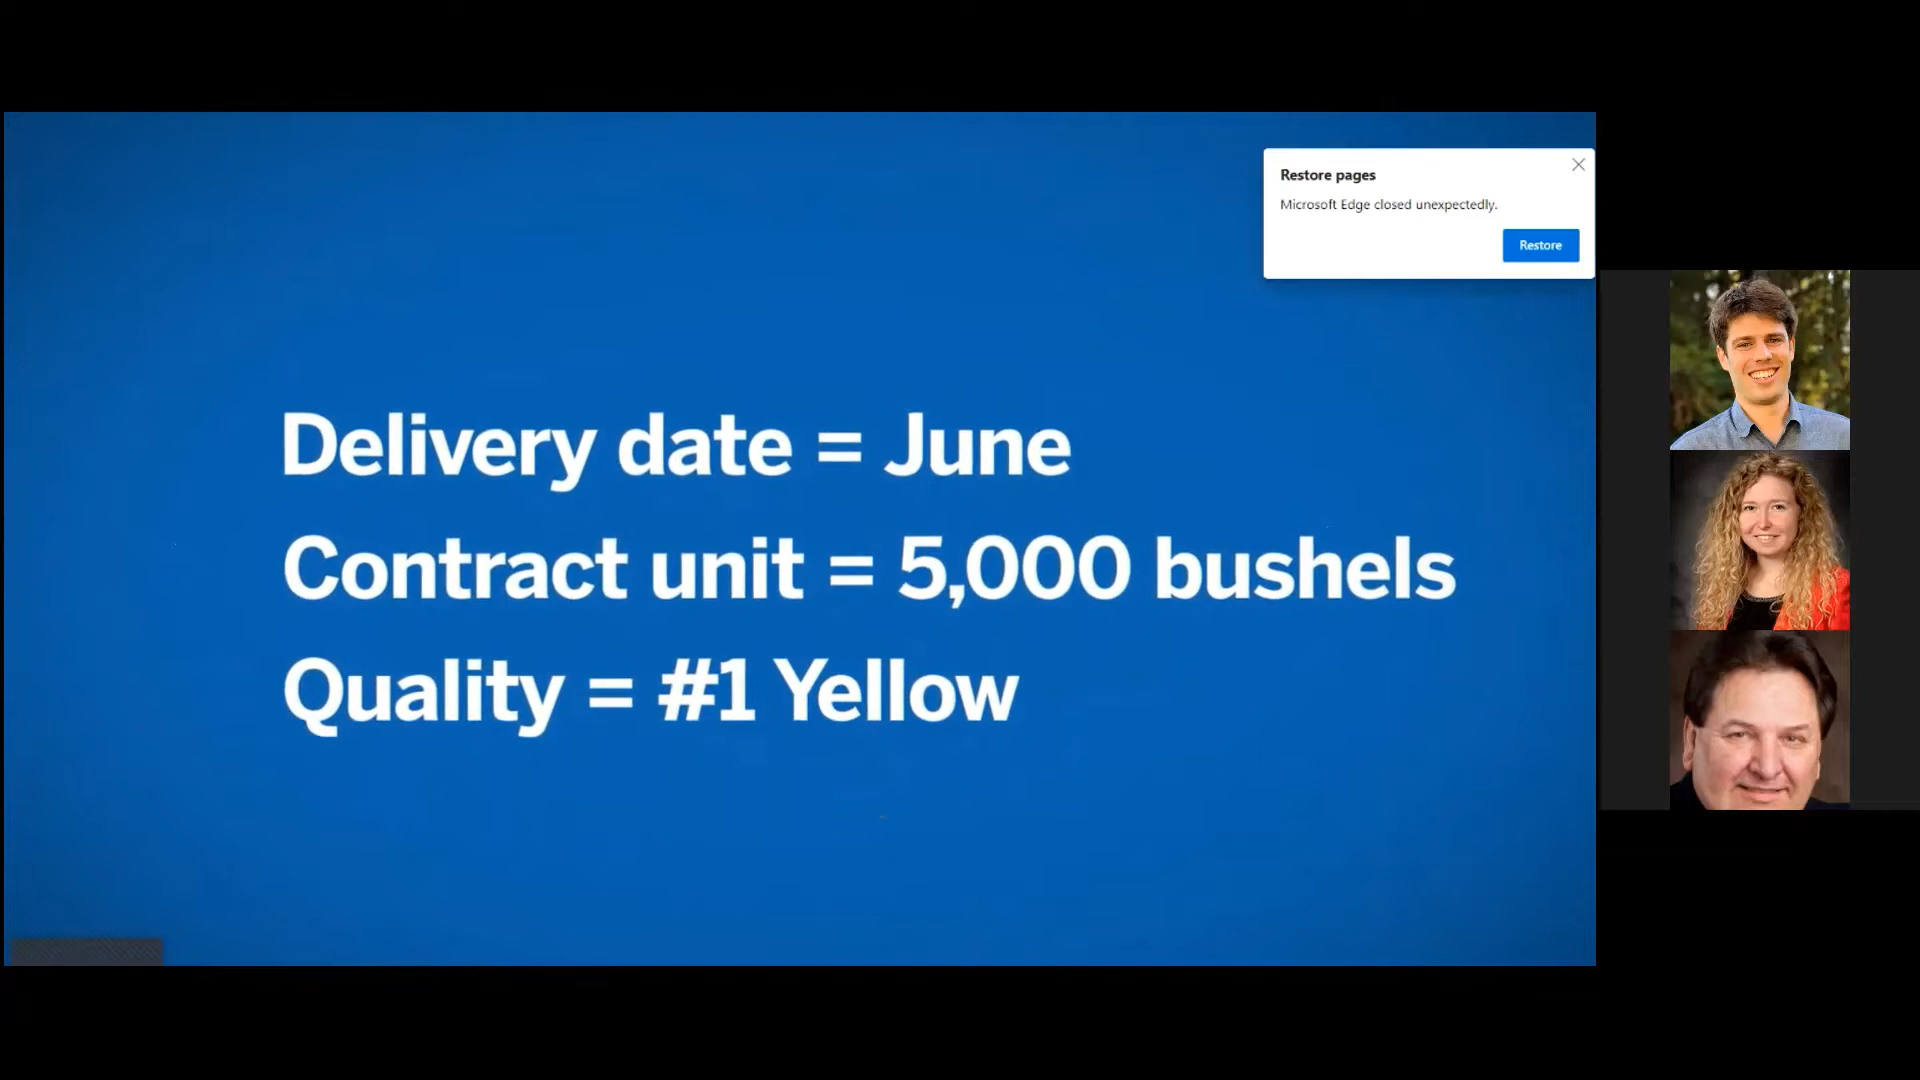 Restore pages
Microsoft Edge closed unexpectedly.
Restore
Delivery date = June
Contract unit = 5,000 bushels
Quality = #1 Yellow